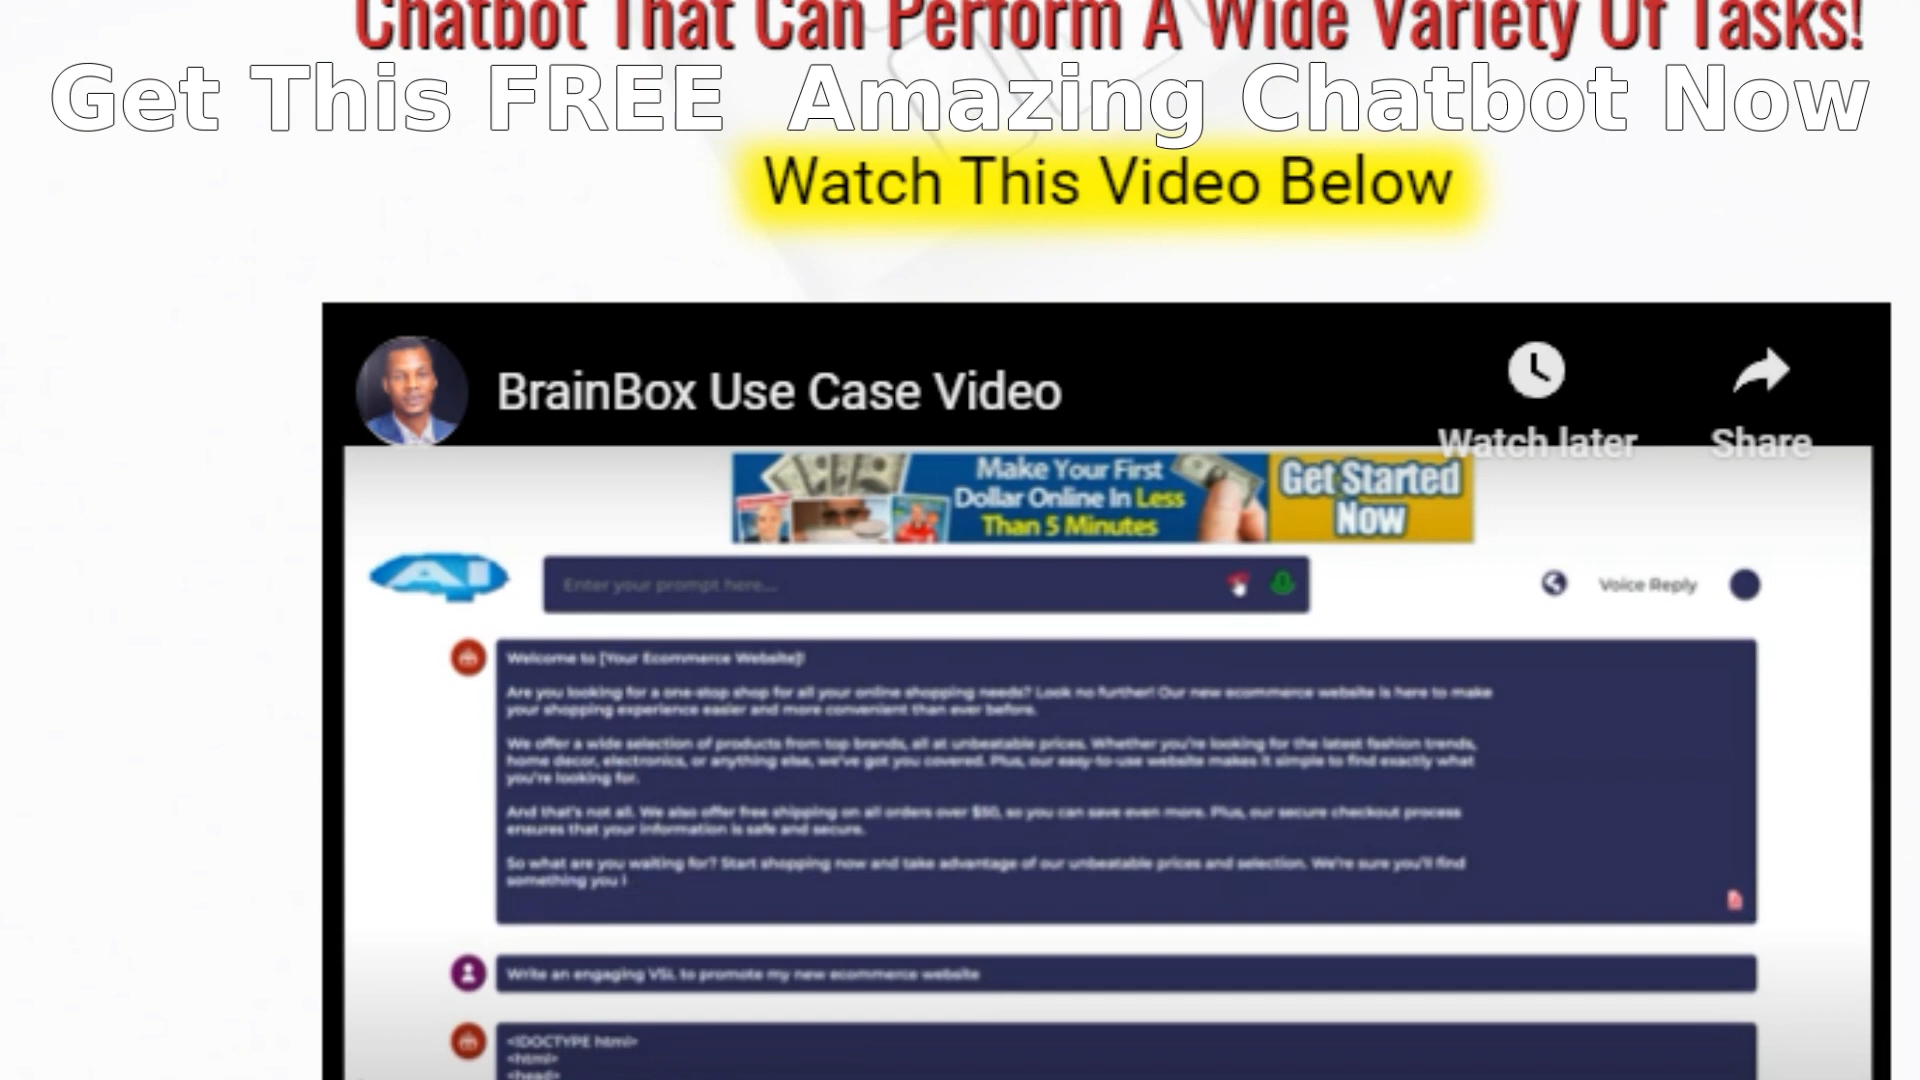 Chatbot That Can Perform A Wide Variety Of Tasks!
Get This FREE  Amazing Chatbot Now
Watch This Video Below
BrainBox Use Case Video
Watch later
Share
Make Your First
Dollar Online In Less
Than 5 Minutes
Get Started
Now
AI
Enter your prompt here...
Voice Reply
Welcome to [Your Ecommerce Website]!
Are you looking for a one-stop shop for all your online shopping needs? Look no further! Our new ecommerce website is here to make
your shopping experience easier and more convenient than ever before.
We offer a wide selection of products from top brands, all at unbeatable prices. Whether you're looking for the latest fashion trends,
home decor, electronics, or anything else, we've got you covered. Plus, our easy-to-use website makes it simple to find exactly what
you're looking for.
And that's not all. We also offer free shipping on all orders over $50, so you can save even more. Plus, our secure checkout process
ensures that your information is safe and secure.
So what are you waiting for? Start shopping now and take advantage of our unbeatable prices and selection. We're sure you'll find
something you l
Write an engaging VSL to promote my new ecommerce website
<!DOCTYPE html>
<html>
<head>